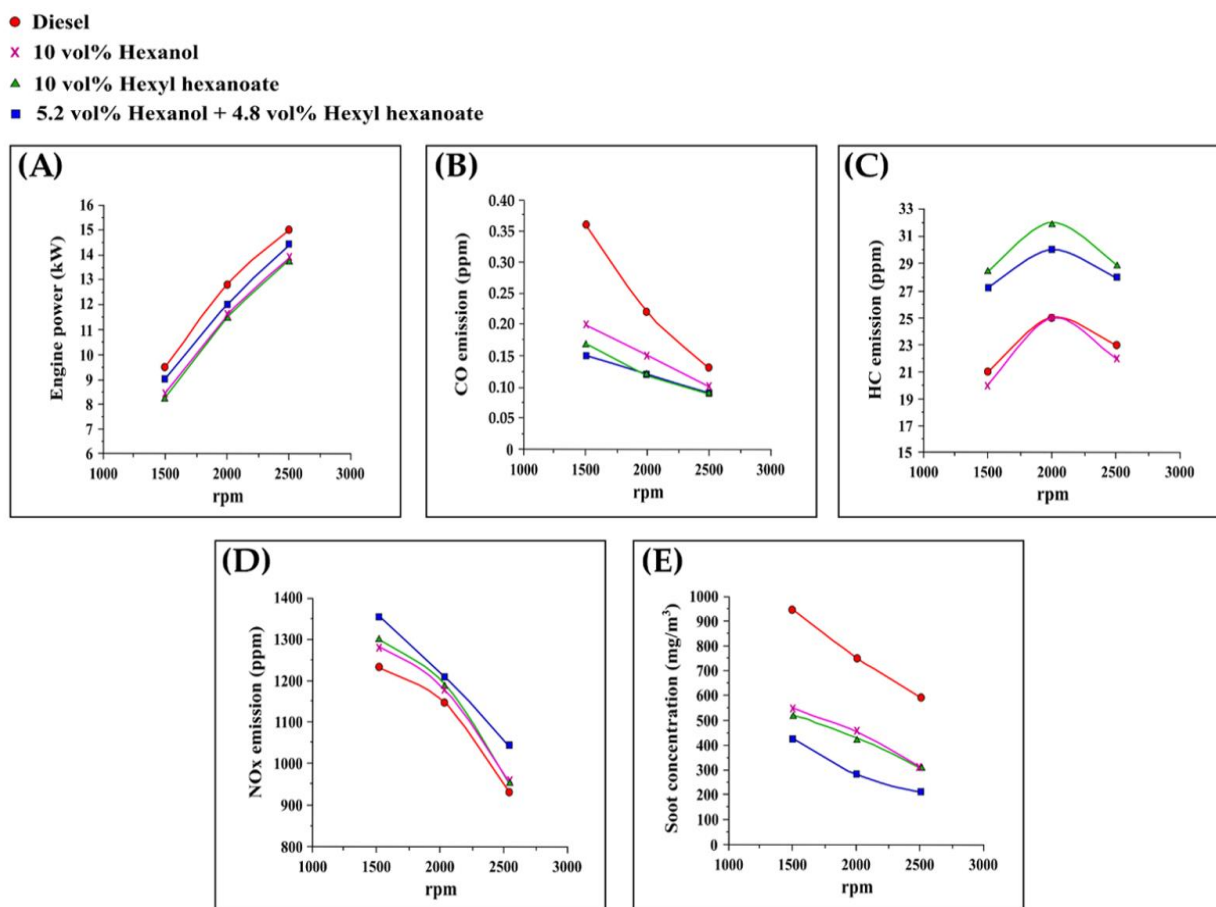 Diesel
10 vol% Hexanol
10 vol% Hexyl hexanoate
5.2 vol% Hexanol + 4.8 vol% Hexyl hexanoate
(A)
Engine power (kW)
16
15
14
13
12
11
10
9
8
7
6
1000 1500 2000 2500 3000
rpm
(B)
CO emission (ppm)
0.40
0.35
0.30
0.25
0.20
0.15
0.10
0.05
0
1000 1500 2000 2500 3000
rpm
(C)
HC emission (ppm)
33
31
29
27
25
23
21
19
17
15
1000 1500 2000 2500 3000
rpm
(D)
NOx emission (ppm)
1400
1300
1200
1100
1000
900
800
1000 1500 2000 2500 3000
rpm
(E)
Soot concentration (mg/m³)
1000
900
800
700
600
500
400
300
200
100
0
1000 1500 2000 2500 3000
rpm